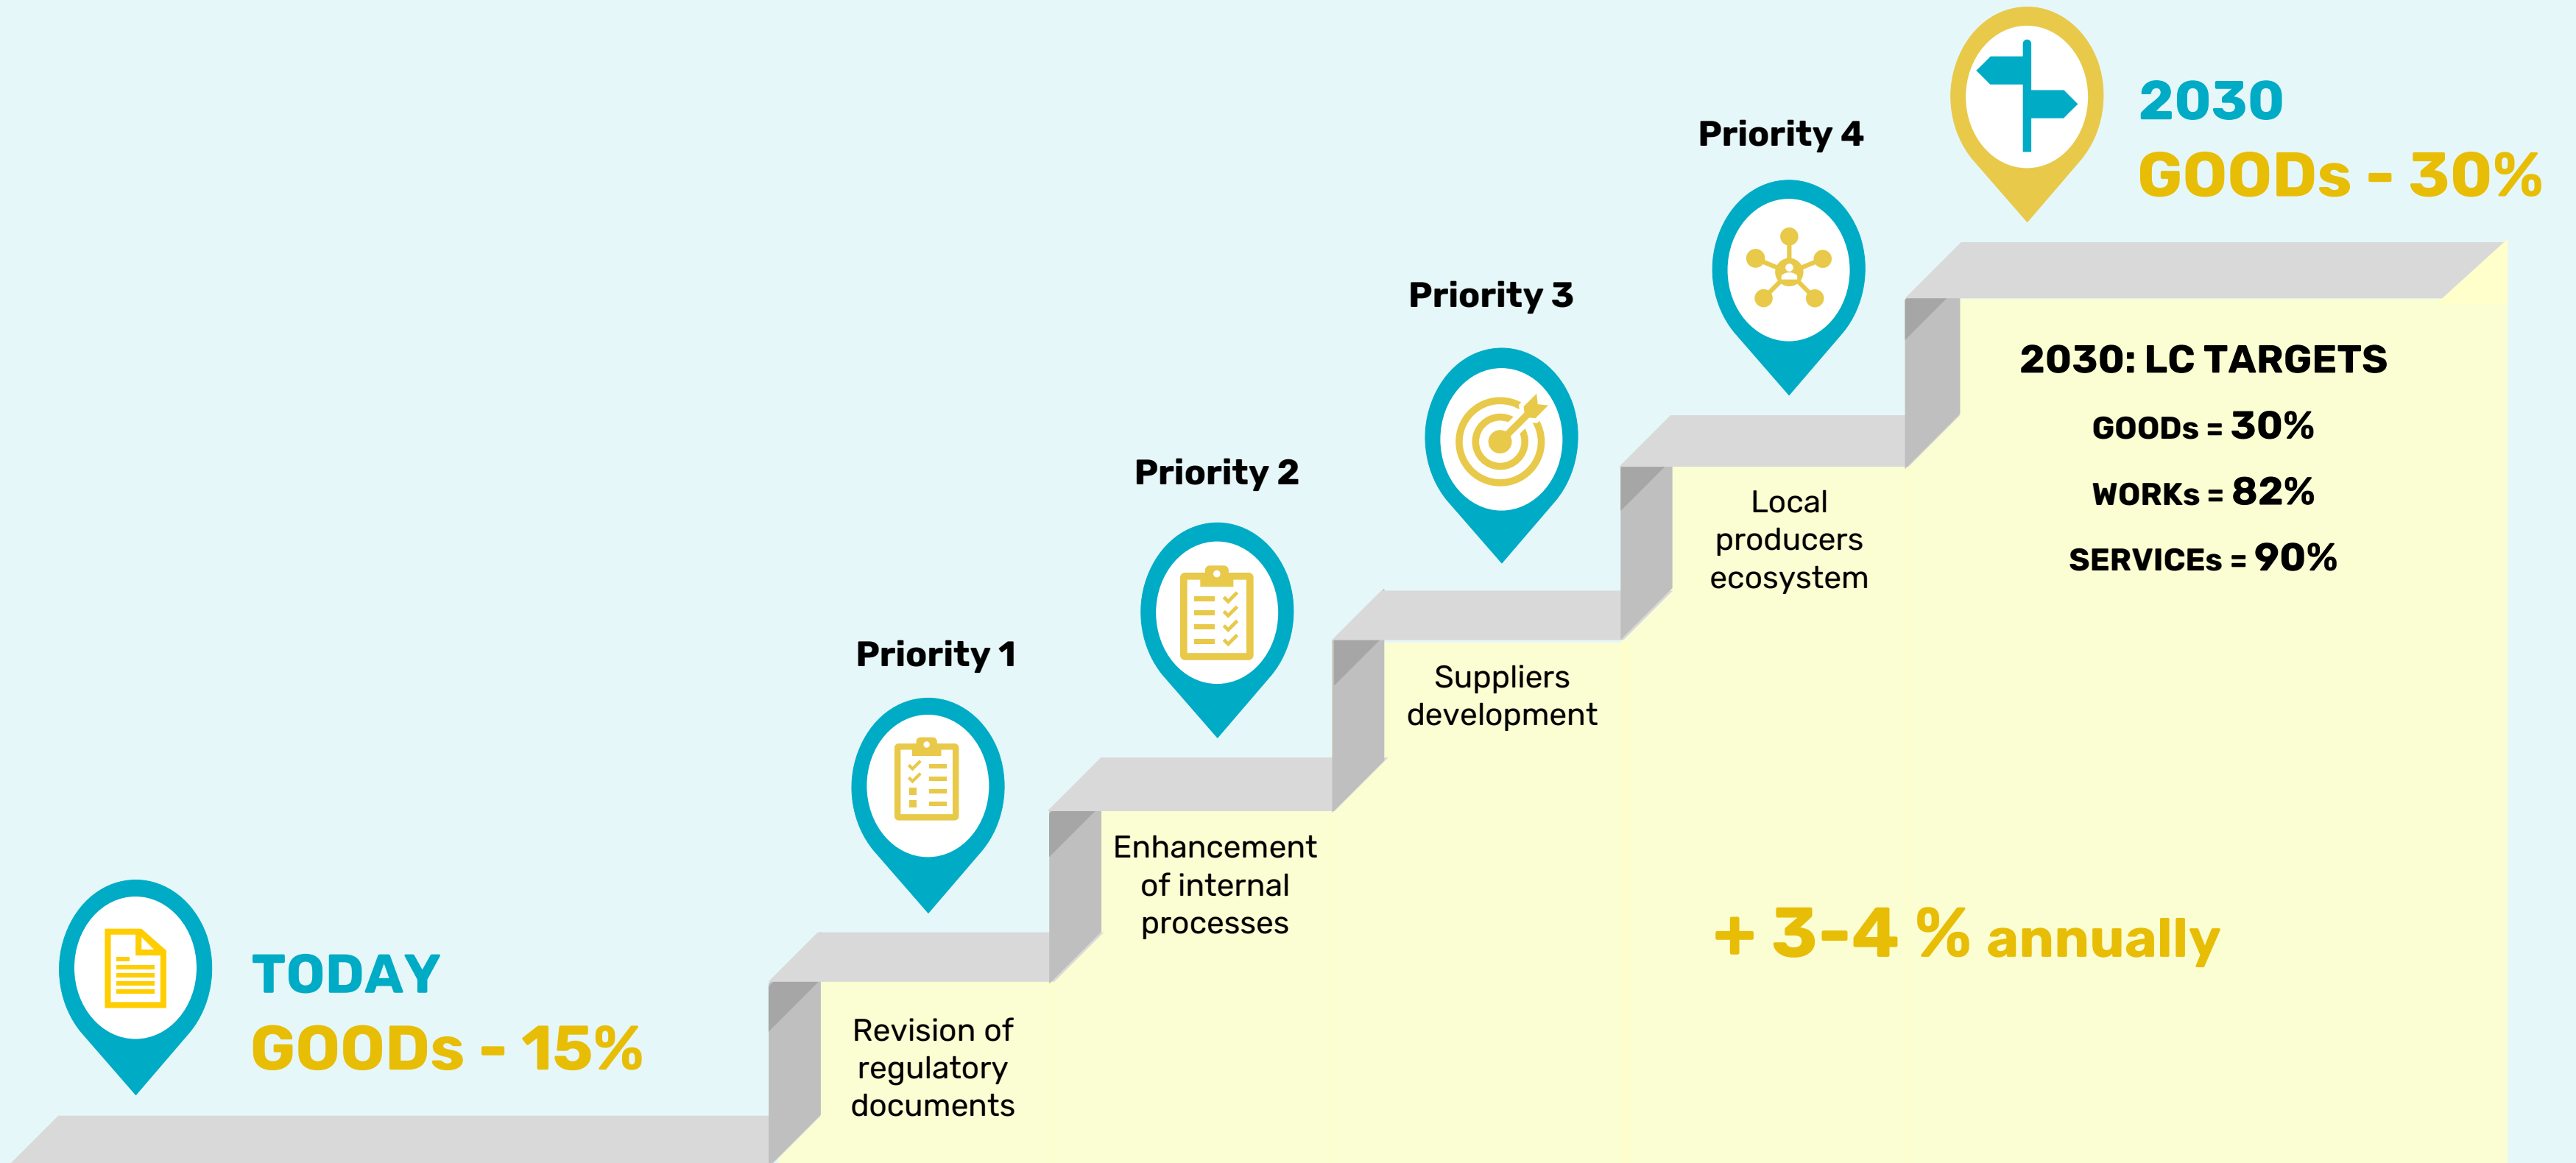 TODAY
GOODs - 15%
Priority 1
Revision of
regulatory
documents
Priority 2
Enhancement
of internal
processes
Priority 3
Suppliers
development
Priority 4
Local
producers
ecosystem
2030
GOODs - 30%
2030: LC TARGETS
GOODs = 30%
WORKs = 82%
SERVICEs = 90%
+ 3-4 % annually